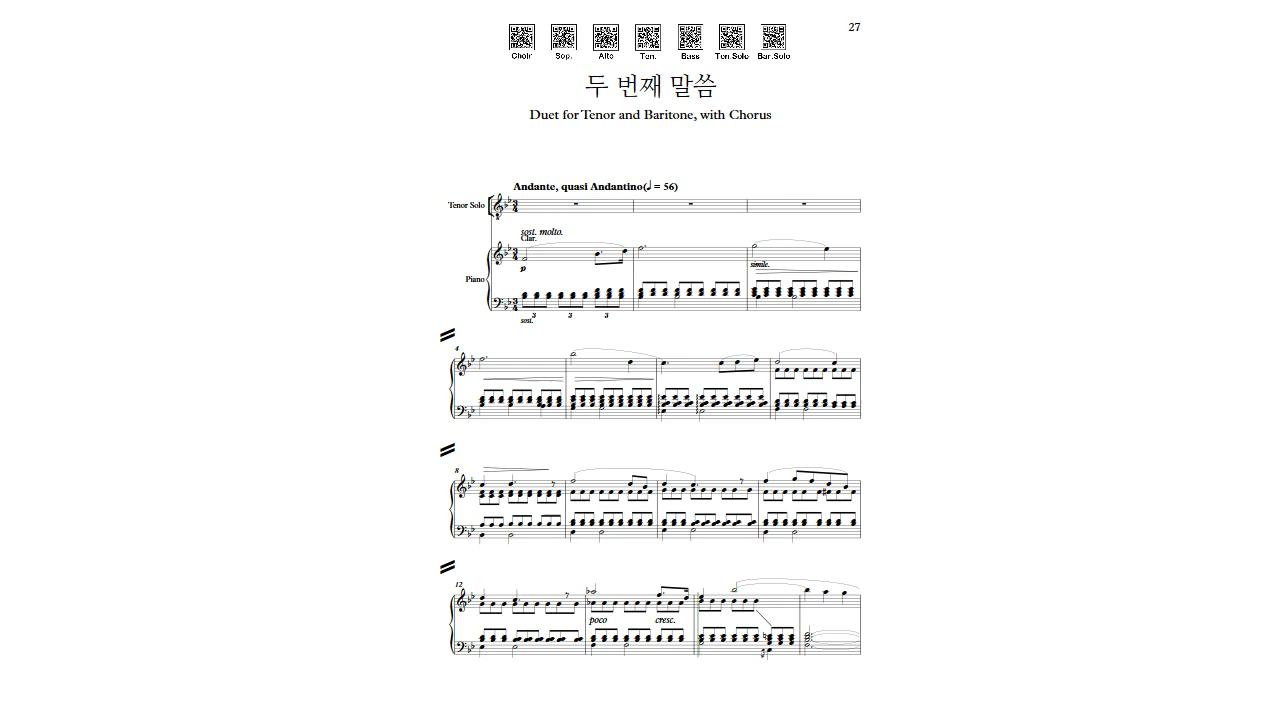 27
Choir Sop. Alto Ten. Bass Ton.Solo Bar.Solo
두 번째 말씀
Duet for Tenor and Baritone, with Chorus
Andante, quasi Andantino(♩ = 56)
Tenor Solo
sost. molto.
Clar.
p
simile.
Piano
3 3 3
sost.
4
8
12
poco cresc.